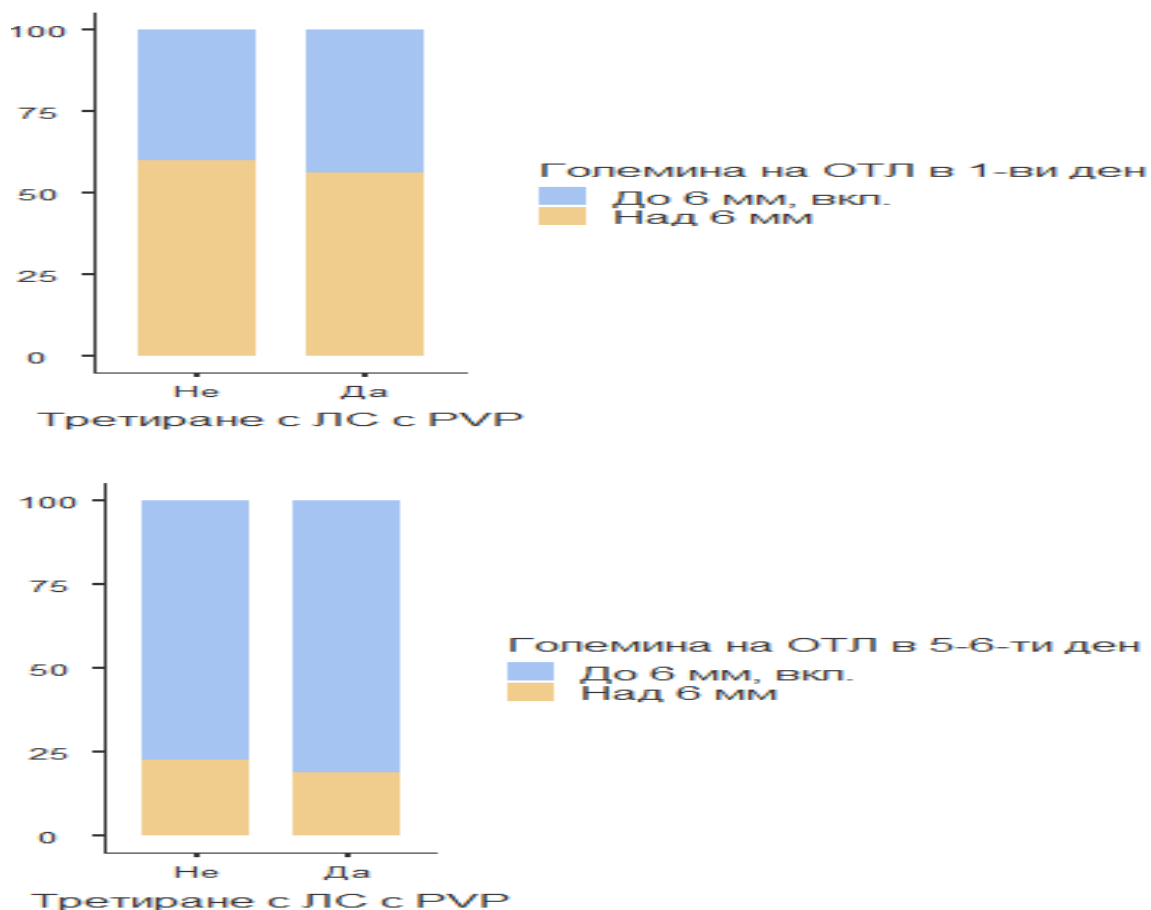 100
75
50
25
0
Не Да
Третиране с ЛС с PVP
Големина на ОТЛ в 1-ви ден
До 6 мм, вкл.
Над 6 мм
100
75
50
25
0
Не Да
Третиране с ЛС с PVP
Големина на ОТЛ в 5-6-ти ден
До 6 мм, вкл.
Над 6 мм